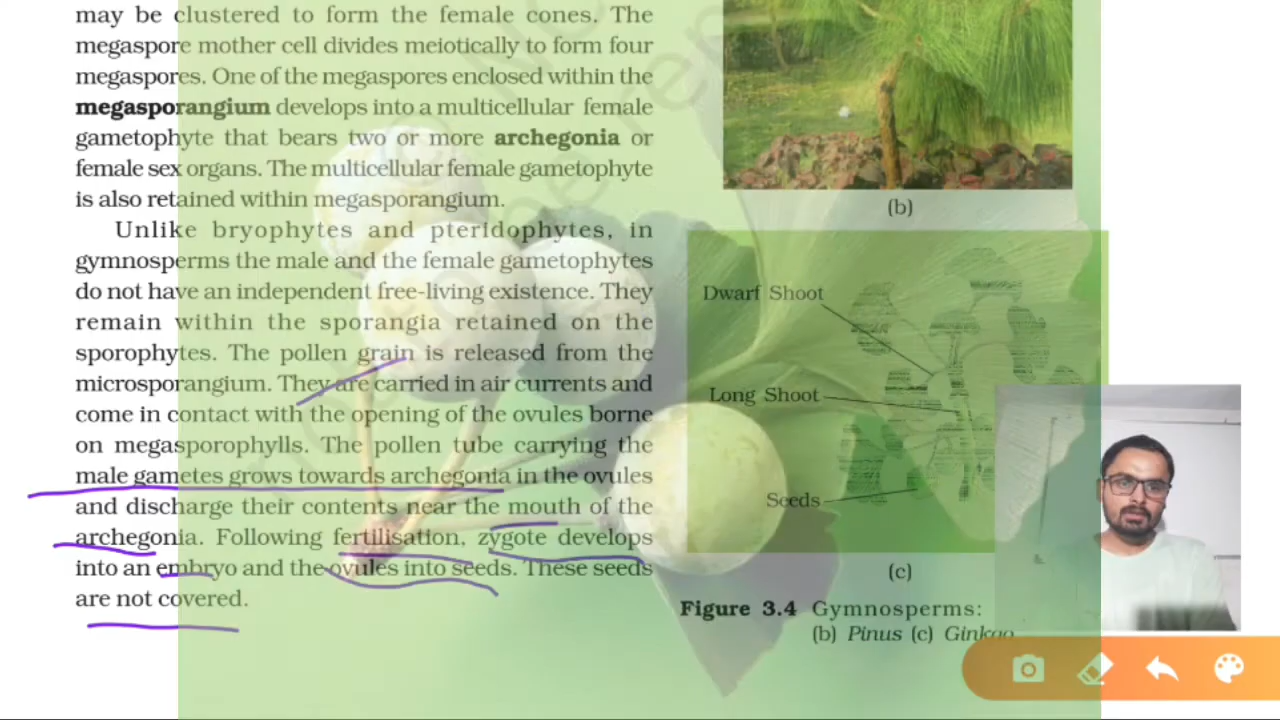 may be clustered to form the female cones. The
megaspore mother cell divides meiotically to form four
megaspores. One of the megaspores enclosed within the
megasporangium develops into a multicellular female
gametophyte that bears two or more archegonia or
female sex organs. The multicellular female gametophyte
is also retained within megasporangium.
Unlike bryophytes and pteridophytes, in
gymnosperms the male and the female gametophytes
do not have an independent free-living existence. They
remain within the sporangia retained on the
sporophytes. The pollen grain is released from the
microsporangium. They are carried in air currents and
come in contact with the opening of the ovules borne
on megasporophylls. The pollen tube carrying the
male gametes grows towards archegonia in the ovules
and discharge their contents near the mouth of the
archegonia. Following fertilisation, zygote develops
into an embryo and the ovules into seeds. These seeds
are not covered.
(b)
Dwarf Shoot
Long Shoot
Seeds
(c)
Figure 3.4 Gymnosperms:
(b) Pinus (c) Ginkgo